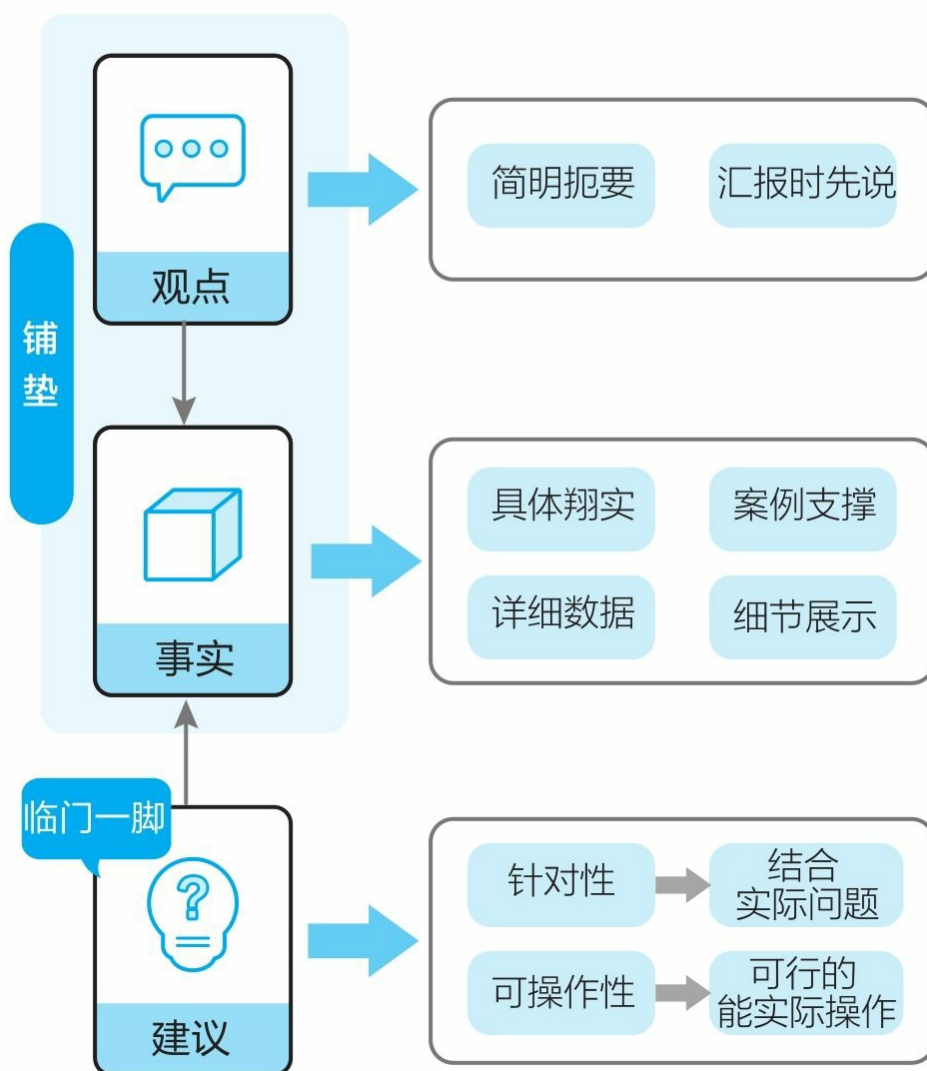 观点
简明扼要
汇报时先说
铺
垫
事实
具体翔实
案例支撑
详细数据
细节展示
临门一脚
?
建议
针对性
结合
实际问题
可操作性
可行的
能实际操作